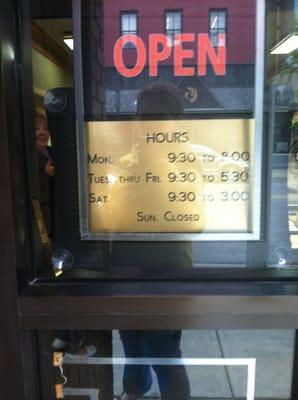 OPEN
HOURS
MON. 9:30 TO 8:00
TUES. THRU FRI. 9:30 TO 5:30
SAT. 9:30 TO 3:00
SUN. CLOSED